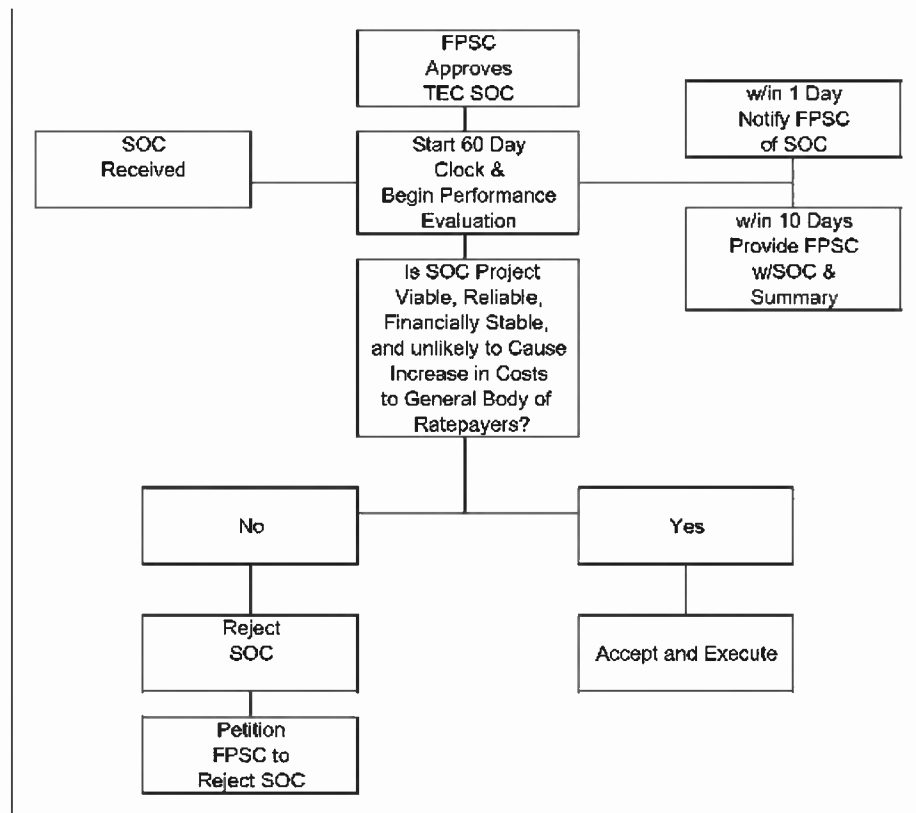 FPSC
Approves
TEC SOC
w/in 1 Day
Notify FPSC
of SOC
SOC
Received
Start 60 Day
Clock &
Begin Performance
Evaluation
w/in 10 Days
Provide FPSC
w/SOC &
Summary
Is SOC Project
Viable, Reliable,
Financially Stable,
and unlikely to Cause
Increase in Costs
to General Body of
Ratepayers?
No
Yes
Reject
SOC
Accept and Execute
Petition
FPSC to
Reject SOC